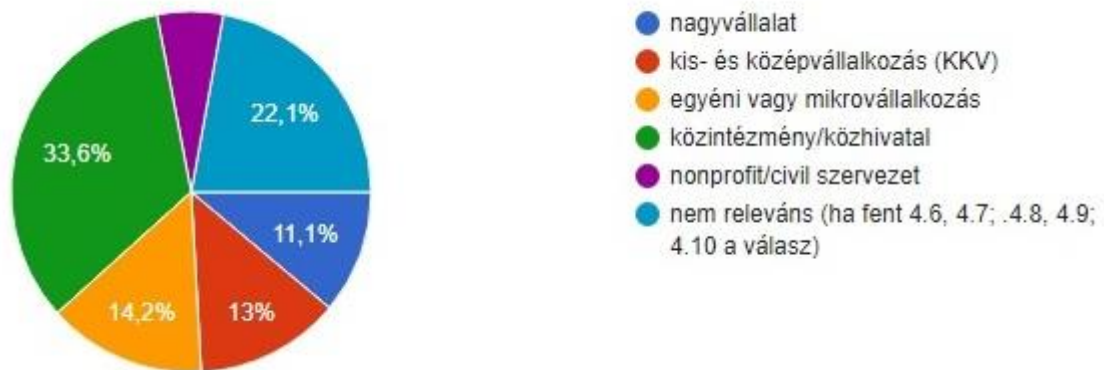 22,1%
33,6%
11,1%
14,2%
13%
nagyvállalat
kis- és középvállalkozás (KKV)
egyéni vagy mikrovállalkozás
közintézmény/közhivatal
nonprofit/civil szervezet
nem releváns (ha fent 4.6, 4.7; .4.8, 4.9;
4.10 a válasz)